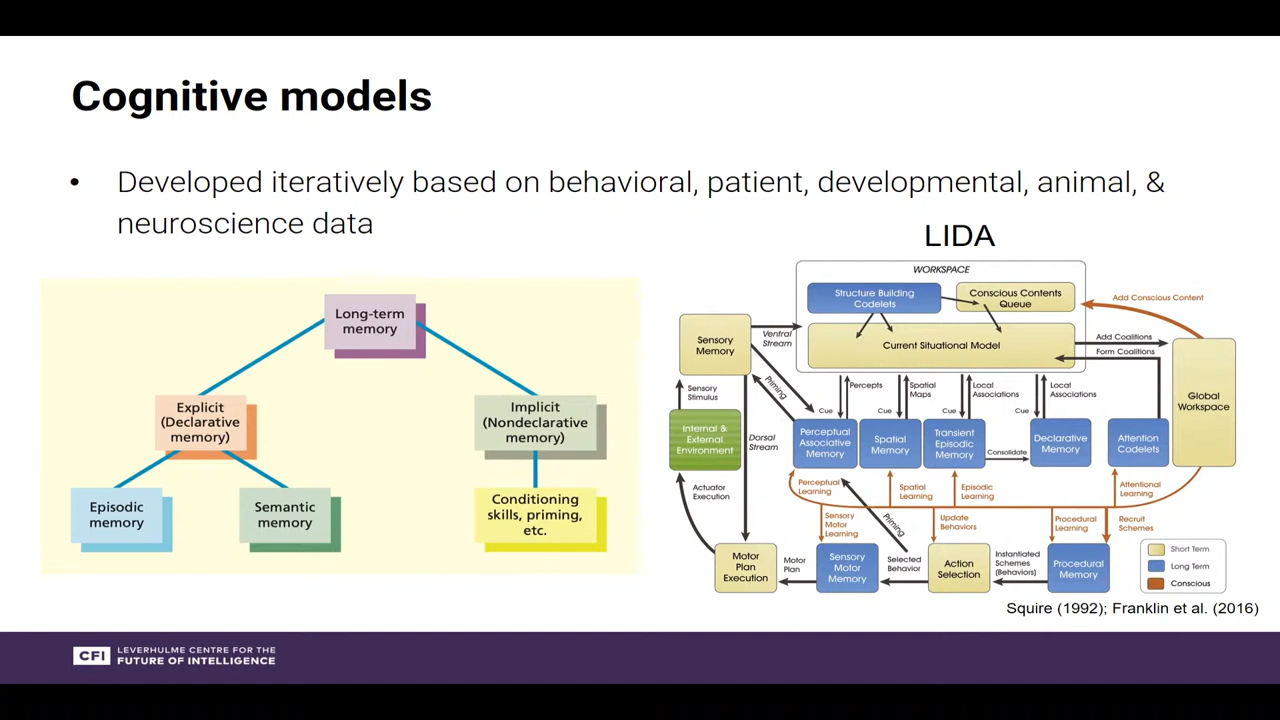 Cognitive models
• Developed iteratively based on behavioral, patient, developmental, animal, &
neuroscience data
Long-term
memory
Explicit
(Declarative
memory)
Implicit
(Nondeclarative
memory)
Episodic
memory
Semantic
memory
Conditioning
skills, priming,
etc.
LIDA
WORKSPACE
Structure Building
Codelets
Conscious Contents
Queue
Current Situational Model
Add Conscious Content
Sensory
Memory
Ventral
Stream
Add Coalitions
Form Coalitions
Global
Workspace
Sensory
Stimulus
Priming
Percepts
Spatial
Maps
Local
Associations
Local
Associations
Cue
Cue
Cue
Cue
Internal &
External
Environment
Dorsal
Stream
Perceptual
Associative
Memory
Spatial
Memory
Transient
Episodic
Memory
Consolidate
Declarative
Memory
Attention
Codelets
Actuator
Execution
Perceptual
Learning
Spatial
Learning
Episodic
Learning
Attentional
Learning
Sensory
Motor
Learning
Priming
Update
Behaviors
Procedural
Learning
Recruit
Schemes
Motor
Plan
Execution
Motor
Plan
Sensory
Motor
Memory
Selected
Behavior
Action
Selection
Instantiated
Schemes
(Behaviors)
Procedural
Memory
Short Term
Long Term
Conscious
Squire (1992); Franklin et al. (2016)
CFI
LEVERHULME CENTRE FOR THE
FUTURE OF INTELLIGENCE